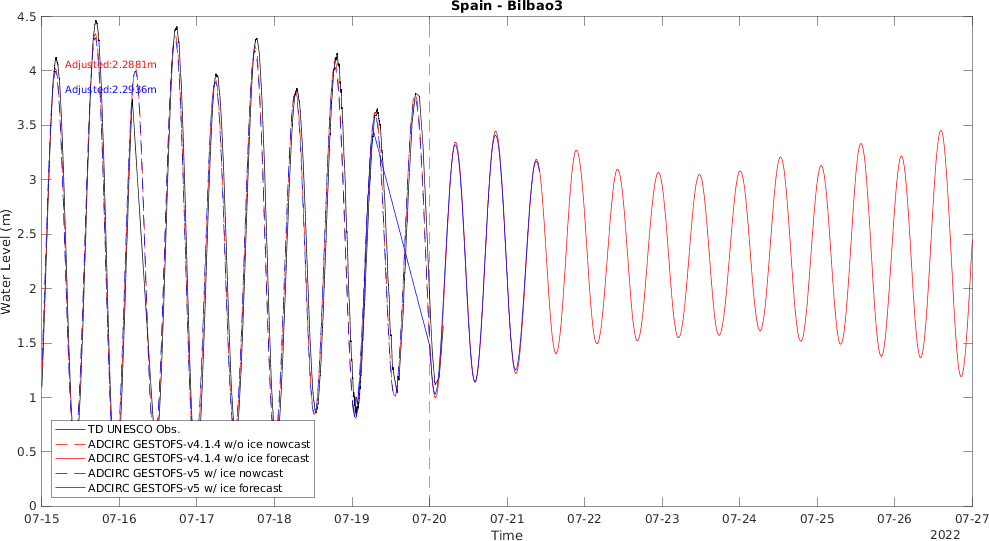 Spain - Bilbao3
4.5
4
3.5
3
2.5
2
1.5
1
0.5
0
Water Level (m)
Adjusted:2.2881m
Adjusted:2.2936m
TD UNESCO Obs.
ADCIRC GESTOFS-v4.1.4 w/o ice nowcast
ADCIRC GESTOFS-v4.1.4 w/o ice forecast
ADCIRC GESTOFS-v5 w/ ice nowcast
ADCIRC GESTOFS-v5 w/ ice forecast
07-15 07-16 07-17 07-18 07-19 07-20 07-21 07-22 07-23 07-24 07-25 07-26 07-27
Time
2022